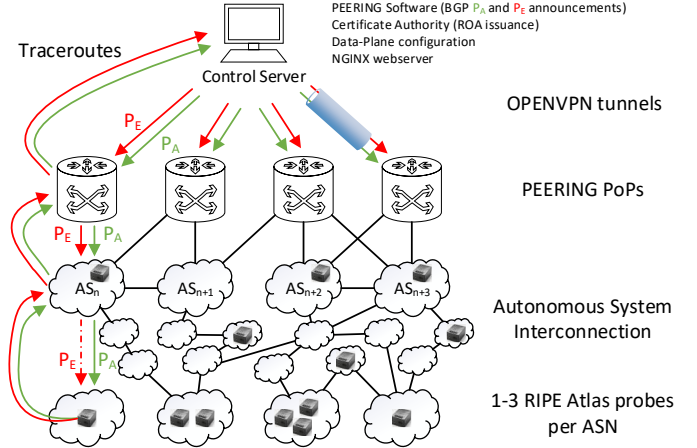 PEERING Software (BGP PA and PE announcements)
Certificate Authority (ROA issuance)
Data-Plane configuration
NGINX webserver
Traceroutes
Control Server
OPENVPN tunnels
PE
PA
PEERING PoPs
PE
PA
ASn
ASn+1
ASn+2
ASn+3
Autonomous System
Interconnection
PE
PA
1-3 RIPE Atlas probes
per ASN